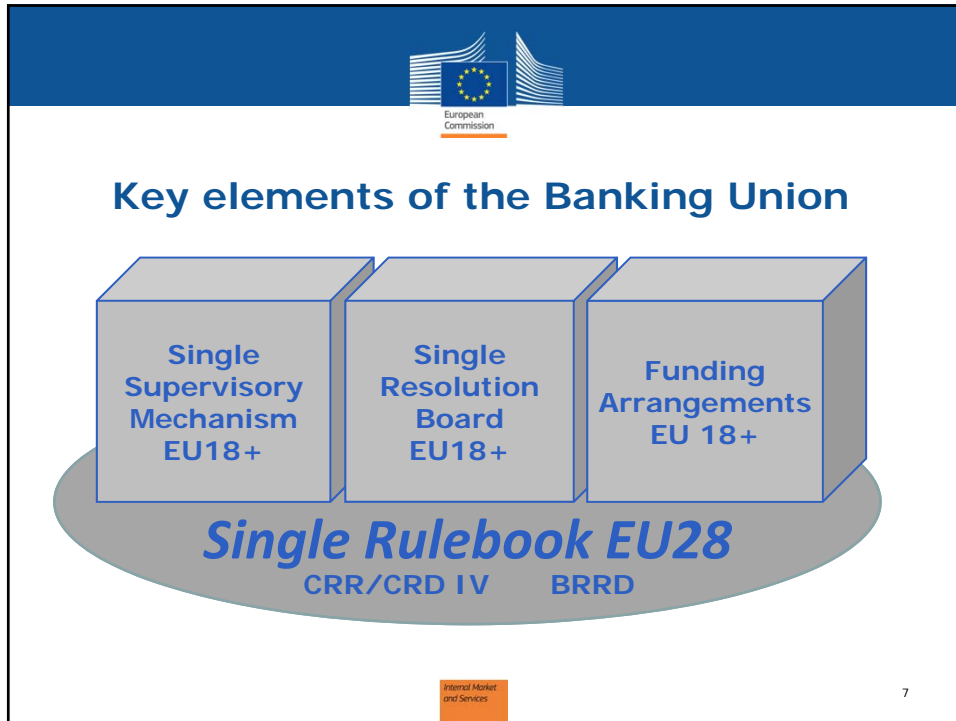 European
Commission
Key elements of the Banking Union
Single
Supervisory
Mechanism
EU18+
Single
Resolution
Board
EU18+
Funding
Arrangements
EU 18+
Single Rulebook EU28
CRR/CRD IV BRRD
Internal Market
and Services
7